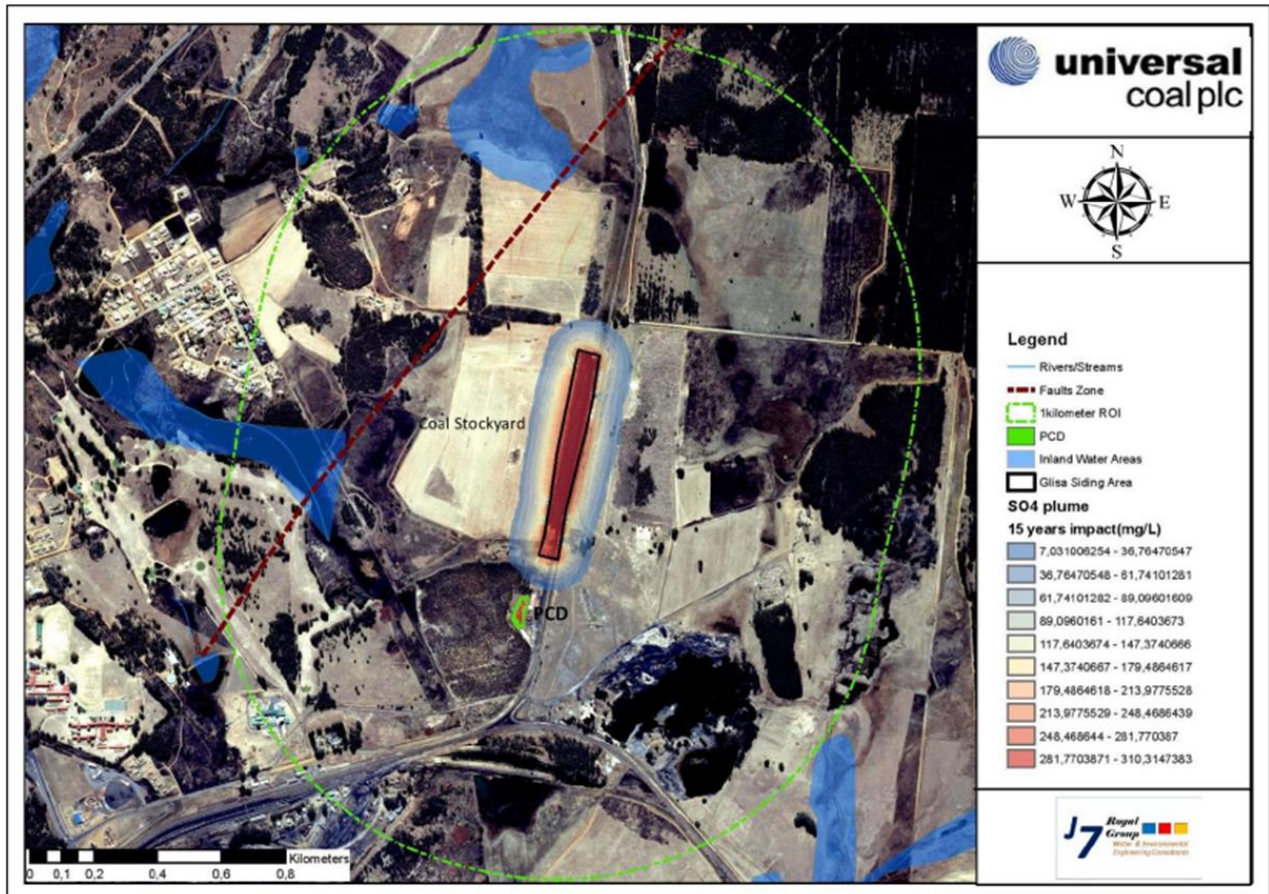 universal
coal plc
N
W
E
S
Legend
Rivers/Streams
Faults Zone
1kilometer ROI
PCD
Inland Water Areas
Glisa Siding Area
SO4 plume
15 years impact(mg/L)
7,031006254 - 36,76470547
36,76470548 - 61,74101281
61,74101282 - 89,09601609
89,0960161 - 117,6403673
117,6403674 - 147,3740666
147,3740667 - 179,4864617
179,4864618 - 213,9775528
213,9775529 - 248,4686439
248,468644 - 281,770387
281,7703871 - 310,3147383
Coal Stockyard
PCD
Kilometers
0 0,1 0,2 0,4 0,6 0,8
J7 Royal
Group
Water & Environmental
Engineering Consultants